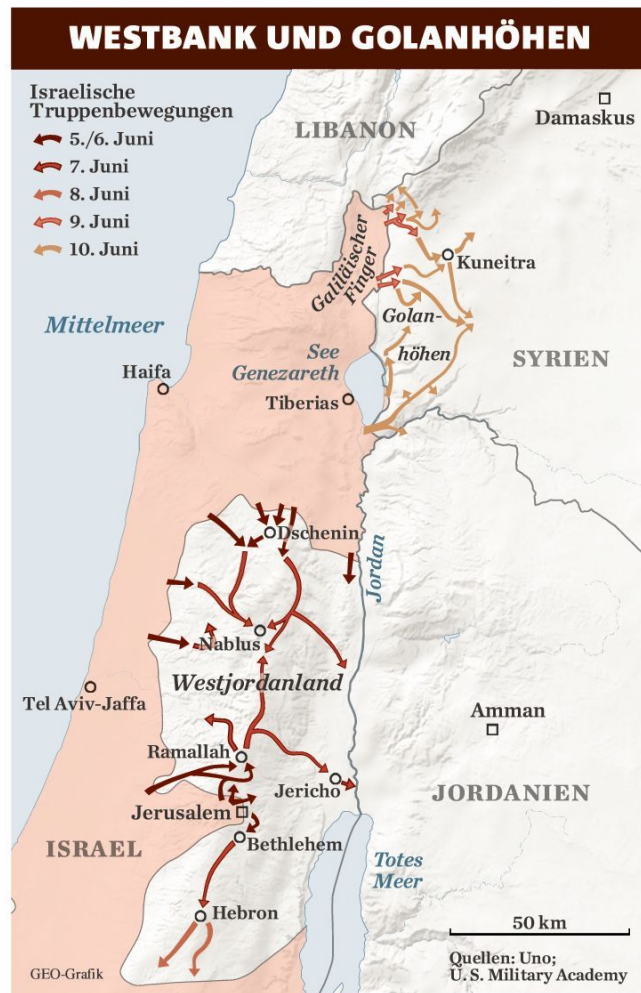 WESTBANK UND GOLANHÖHEN
Israelische
Truppenbewegungen
5./6. Juni
7. Juni
8. Juni
9. Juni
10. Juni
LIBANON
Damaskus
Galiläischer
Finger
Kuneitra
Golan-
höhen
Mittelmeer
See
Genezareth
SYRIEN
Haifa
Tiberias
Dschenin
Jordan
Nablus
Westjordanland
Tel Aviv-Jaffa
Amman
Ramallah
Jericho
JORDANIEN
Jerusalem
ISRAEL
Bethlehem
Totes
Meer
Hebron
50 km
GEO-Grafik
Quellen: Uno;
U. S. Military Academy